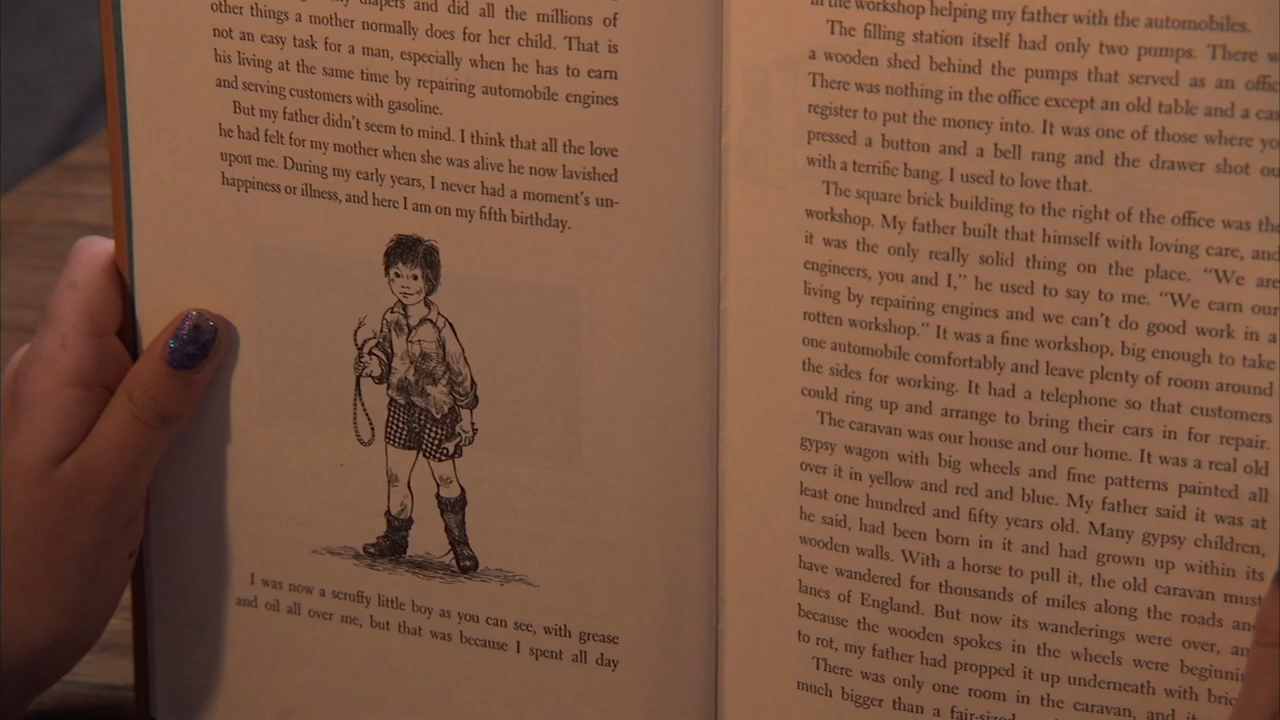 diapers and did all the millions of
other things a mother normally does for her child. That is
not an easy task for a man, especially when he has to earn
his living at the same time by repairing automobile engines
and serving customers with gasoline.
But my father didn't seem to mind. I think that all the love
he had felt for my mother when she was alive he now lavished
upon me. During my early years, I never had a moment's un-
happiness or illness, and here I am on my fifth birthday.
I was now a scruffy little boy as you can see, with grease
and oil all over me, but that was because I spent all day
in the workshop helping my father with the automobiles.
The filling station itself had only two pumps. There
a wooden shed behind the pumps that served as an
There was nothing in the office except an old table and a
register to put the money into. It was one of those where
pressed a button and a bell rang and the drawer shot
with a terrific bang. I used to love that.
The square brick building to the right of the office was the
workshop. My father built that himself with loving care, and
it was the only really solid thing on the place. "We are
engineers, you and I," he used to say to me. "We earn our
living by repairing engines and we can't do good work in a
rotten workshop." It was a fine workshop, big enough to take
one automobile comfortably and leave plenty of room around
the sides for working. It had a telephone so that customers
could ring up and arrange to bring their cars in for repair.
The caravan was our house and our home. It was a real old
gypsy wagon with big wheels and fine patterns painted all
over it in yellow and red and blue. My father said it was at
least one hundred and fifty years old. Many gypsy children,
he said, had been born in it and had grown up within its
wooden walls. With a horse to pull it, the old caravan must
have wandered for thousands of miles along the roads
lanes of England. But now its wanderings were over,
because the wooden spokes in the wheels were
to rot, my father had propped it up underneath with
There was only one room in the caravan, and
much bigger than a